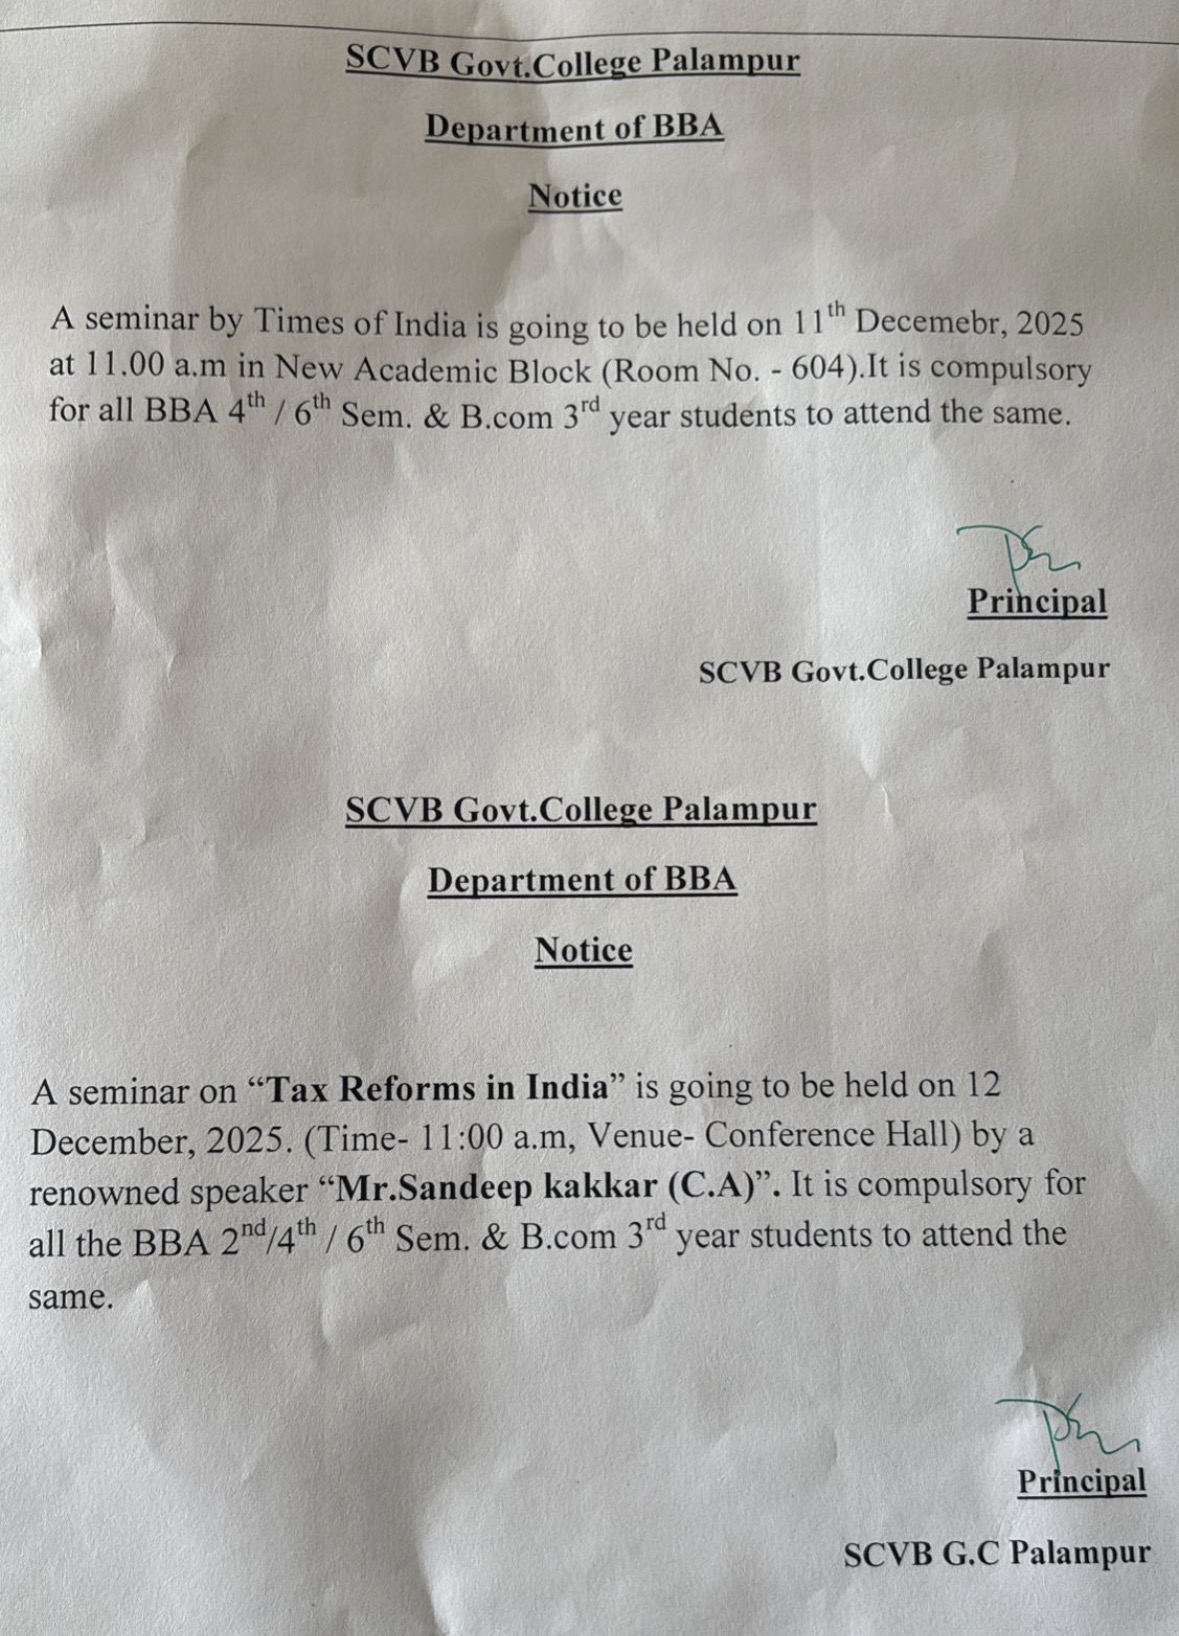 SCVB Govt.College Palampur
Department of BBA
Notice
A seminar by Times of India is going to be held on 11th Decemebr, 2025
at 11.00 a.m in New Academic Block (Room No. - 604).It is compulsory
for all BBA 4th / 6th Sem. & B.com 3rd year students to attend the same.
Principal
SCVB Govt.College Palampur
SCVB Govt.College Palampur
Department of BBA
Notice
A seminar on “Tax Reforms in India” is going to be held on 12
December, 2025. (Time- 11:00 a.m, Venue- Conference Hall) by a
renowned speaker “Mr.Sandeep kakkar (C.A)”. It is compulsory for
all the BBA 2nd/4th / 6th Sem. & B.com 3rd year students to attend the
same.
Principal
SCVB G.C Palampur